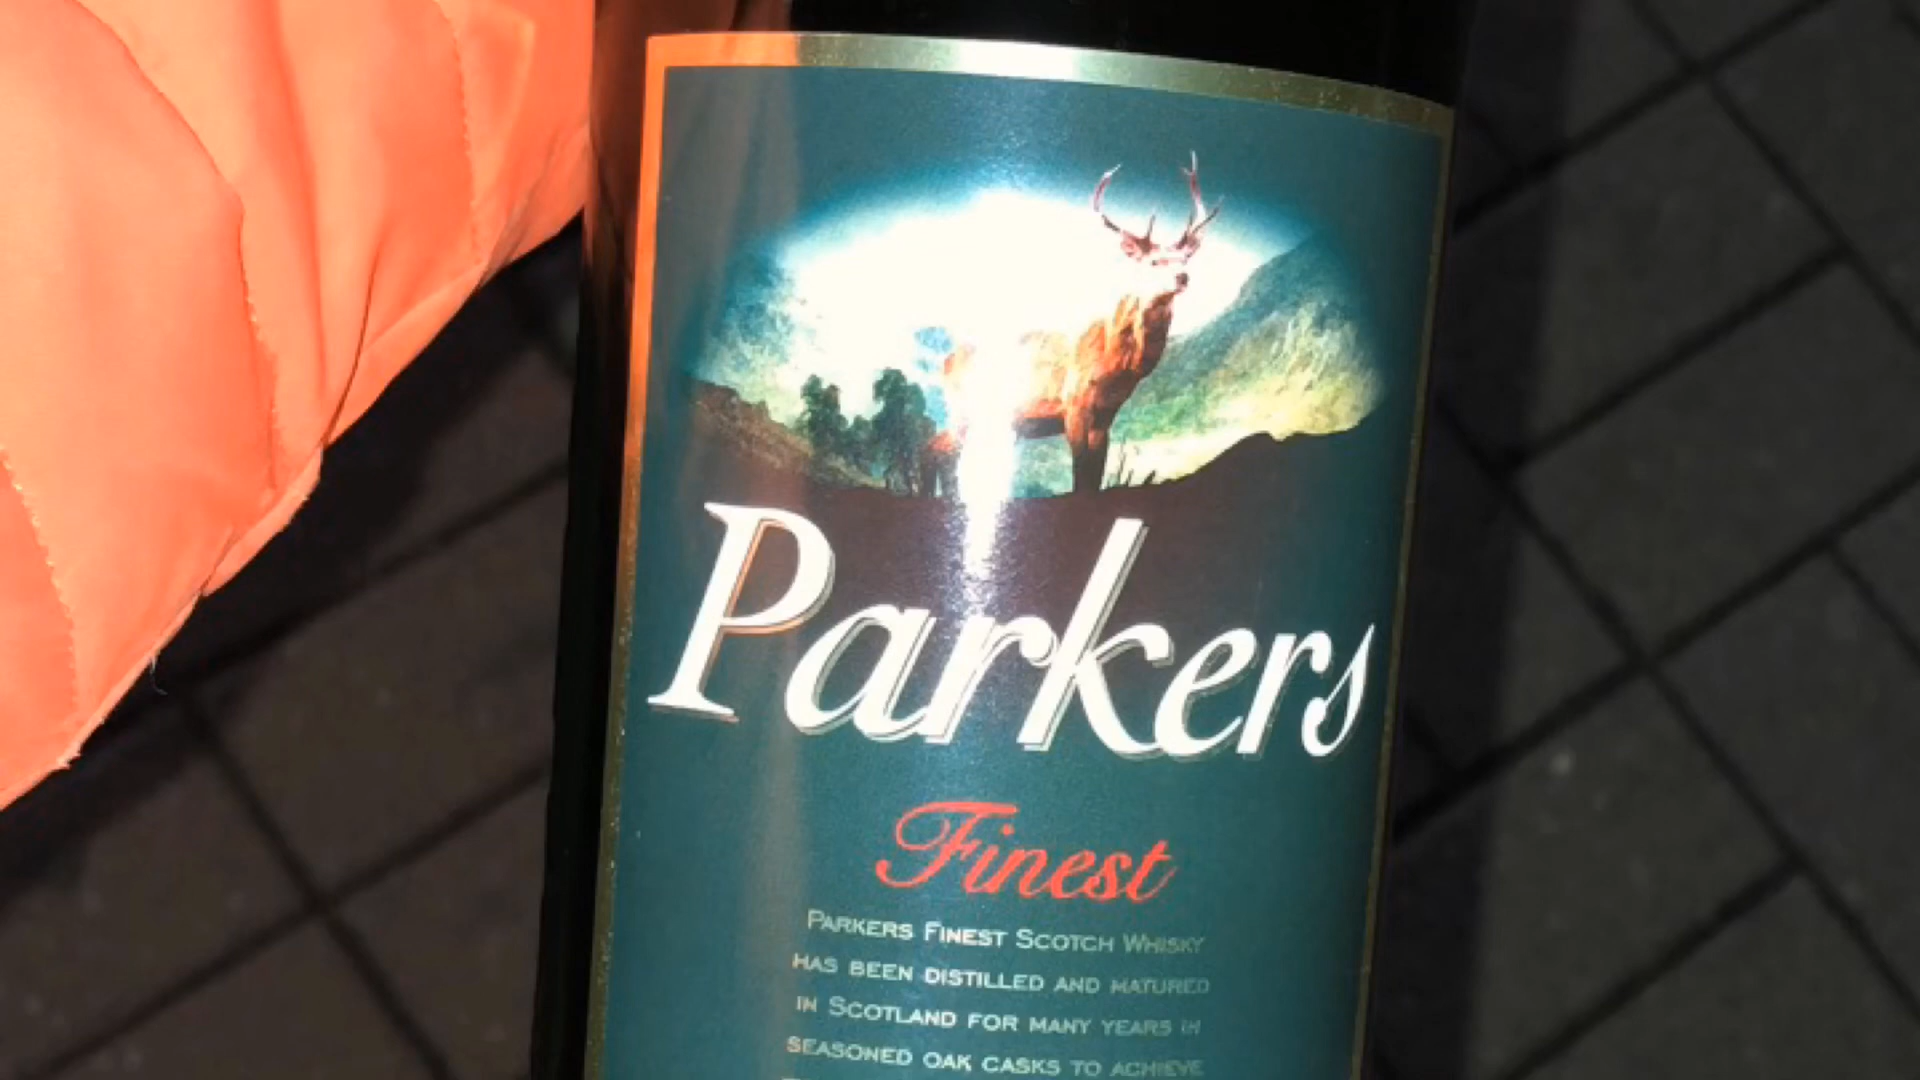 Parkers
Finest
PARKERS FINEST SCOTCH WHISKY
HAS BEEN DISTILLED AND MATURED
IN SCOTLAND FOR MANY YEARS IN
SEASONED OAK CASKS TO ACHIEVE